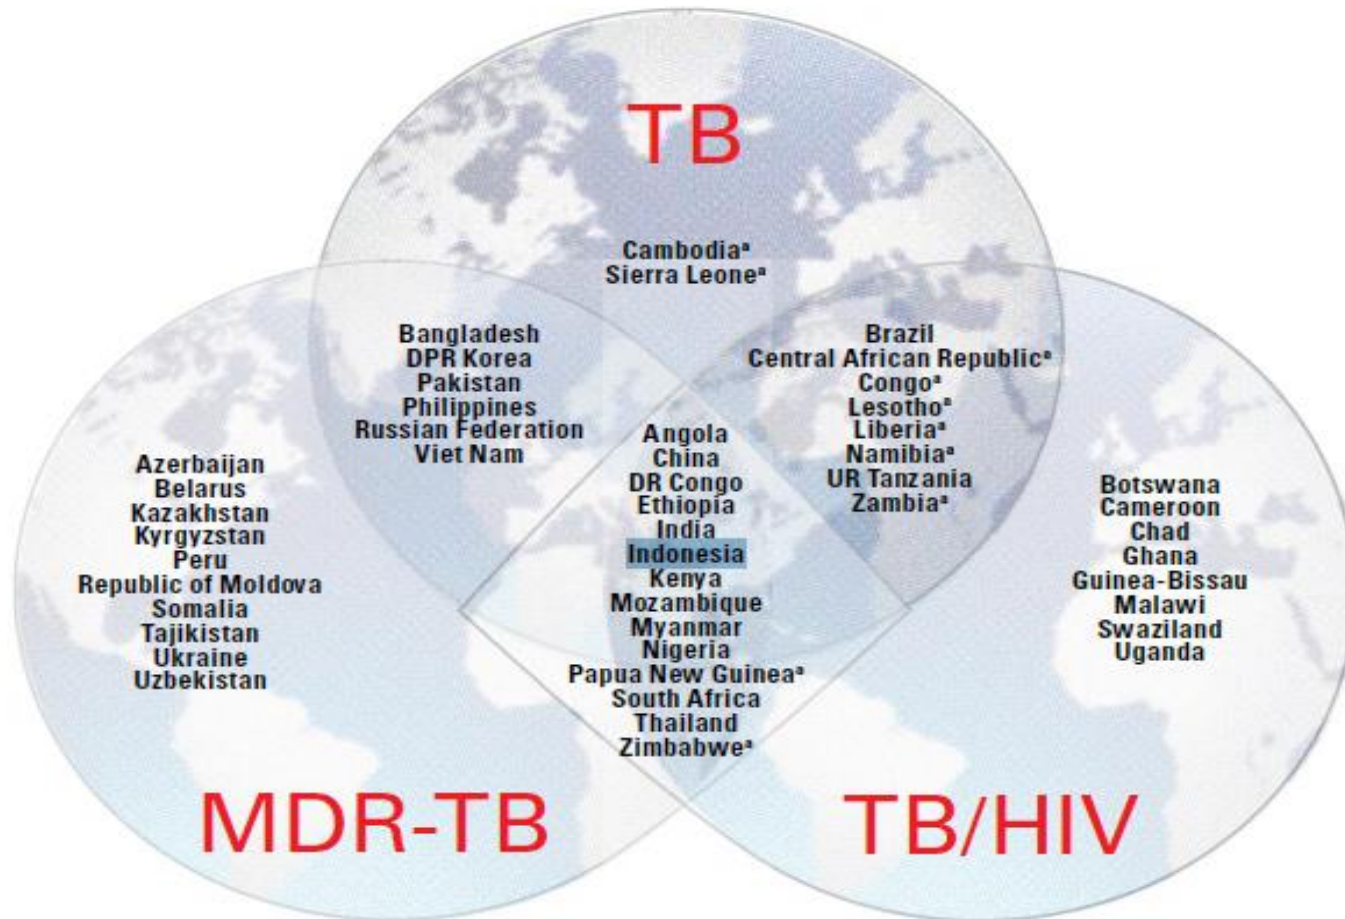 TB
Cambodiaᵃ
Sierra Leoneᵃ
Bangladesh
DPR Korea
Pakistan
Philippines
Russian Federation
Viet Nam
Brazil
Central African Republicᵃ
Congoᵃ
Lesothoᵃ
Liberiaᵃ
Namibiaᵃ
UR Tanzania
Zambiaᵃ
Angola
China
DR Congo
Ethiopia
India
Indonesia
Kenya
Mozambique
Myanmar
Nigeria
Papua New Guineaᵃ
South Africa
Thailand
Zimbabweᵃ
Azerbaijan
Belarus
Kazakhstan
Kyrgyzstan
Peru
Republic of Moldova
Somalia
Tajikistan
Ukraine
Uzbekistan
Botswana
Cameroon
Chad
Ghana
Guinea-Bissau
Malawi
Swaziland
Uganda
MDR-TB
TB/HIV